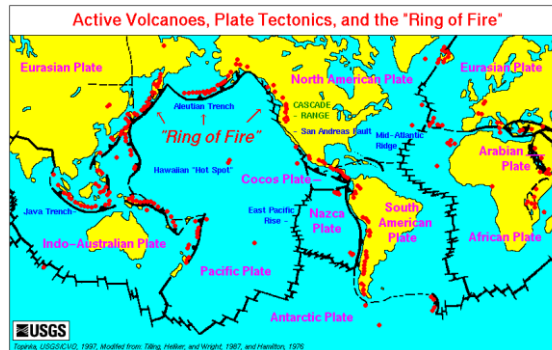 Active Volcanoes, Plate Tectonics, and the "Ring of Fire"
Eurasian Plate
North American Plate
Eurasian Plate
Aleutian Trench
CASCADE
RANGE
"Ring of Fire"
San Andreas Fault
Mid-Atlantic
Ridge
Arabian
Plate
Hawaiian "Hot Spot"
Cocos Plate
Java Trench
East Pacific
Rise
Nazca
Plate
South
American
Plate
Indo-Australian Plate
African Plate
Pacific Plate
Antarctic Plate
USGS
Topinka, USGS/CVO, 1997, Modified from: Tilling, Heliker, and Wright, 1987, and Hamilton, 1976